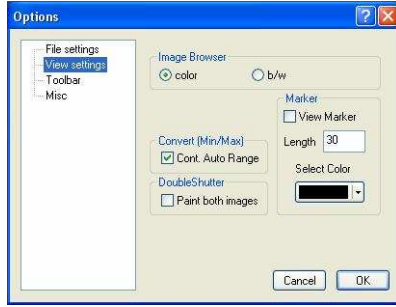 Options
File settings
View settings
Toolbar
Misc
Image Browser
color
b/w
Marker
View Marker
Length 30
Select Color
Convert (Min/Max)
Cont. Auto Range
DoubleShutter
Paint both images
Cancel
OK